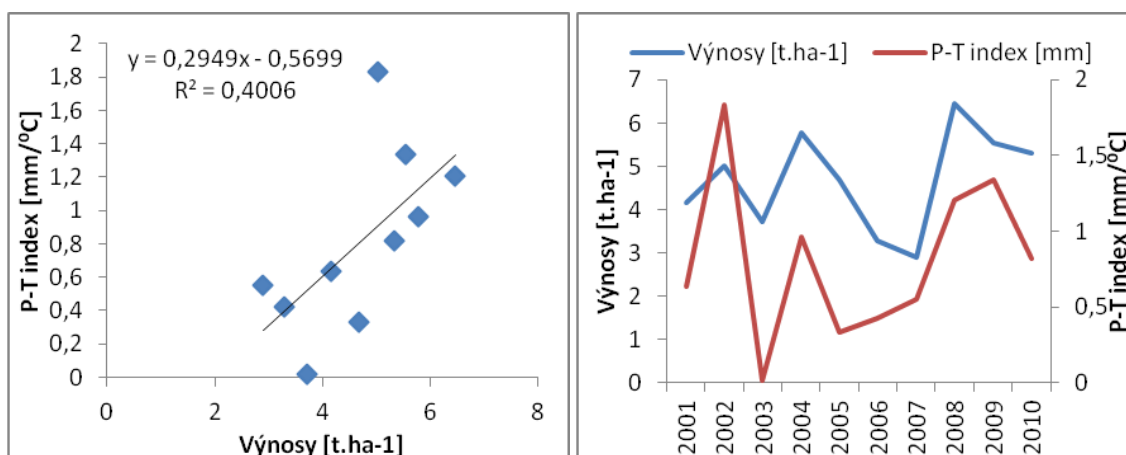 y = 0,2949x - 0,5699
R² = 0,4006
P-T index [mm/⁰C]
2
1,8
1,6
1,4
1,2
1
0,8
0,6
0,4
0,2
0
0 2 4 6 8
Výnosy [t.ha-1]
Výnosy [t.ha-1] P-T index [mm]
Výnosy [t.ha-1]
7
6
5
4
3
2
1
0
2
1,5
1
0,5
0
P-T index [mm/⁰C]
2001 2002 2003 2004 2005 2006 2007 2008 2009 2010